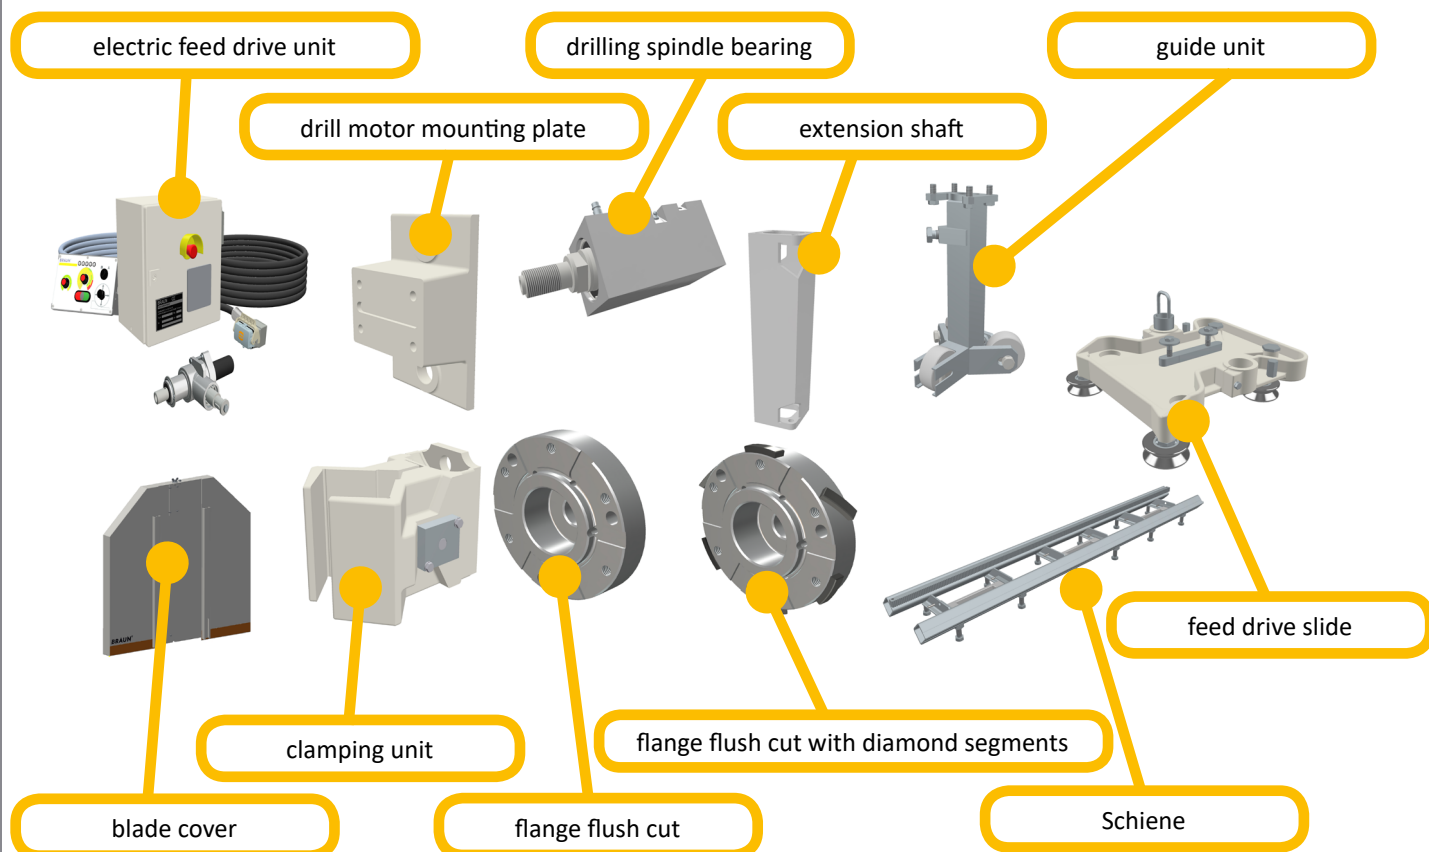 electric feed drive unit
drilling spindle bearing
guide unit
drill motor mounting plate
extension shaft
BRAUN
feed drive slide
clamping unit
flange flush cut with diamond segments
blade cover
flange flush cut
Schiene